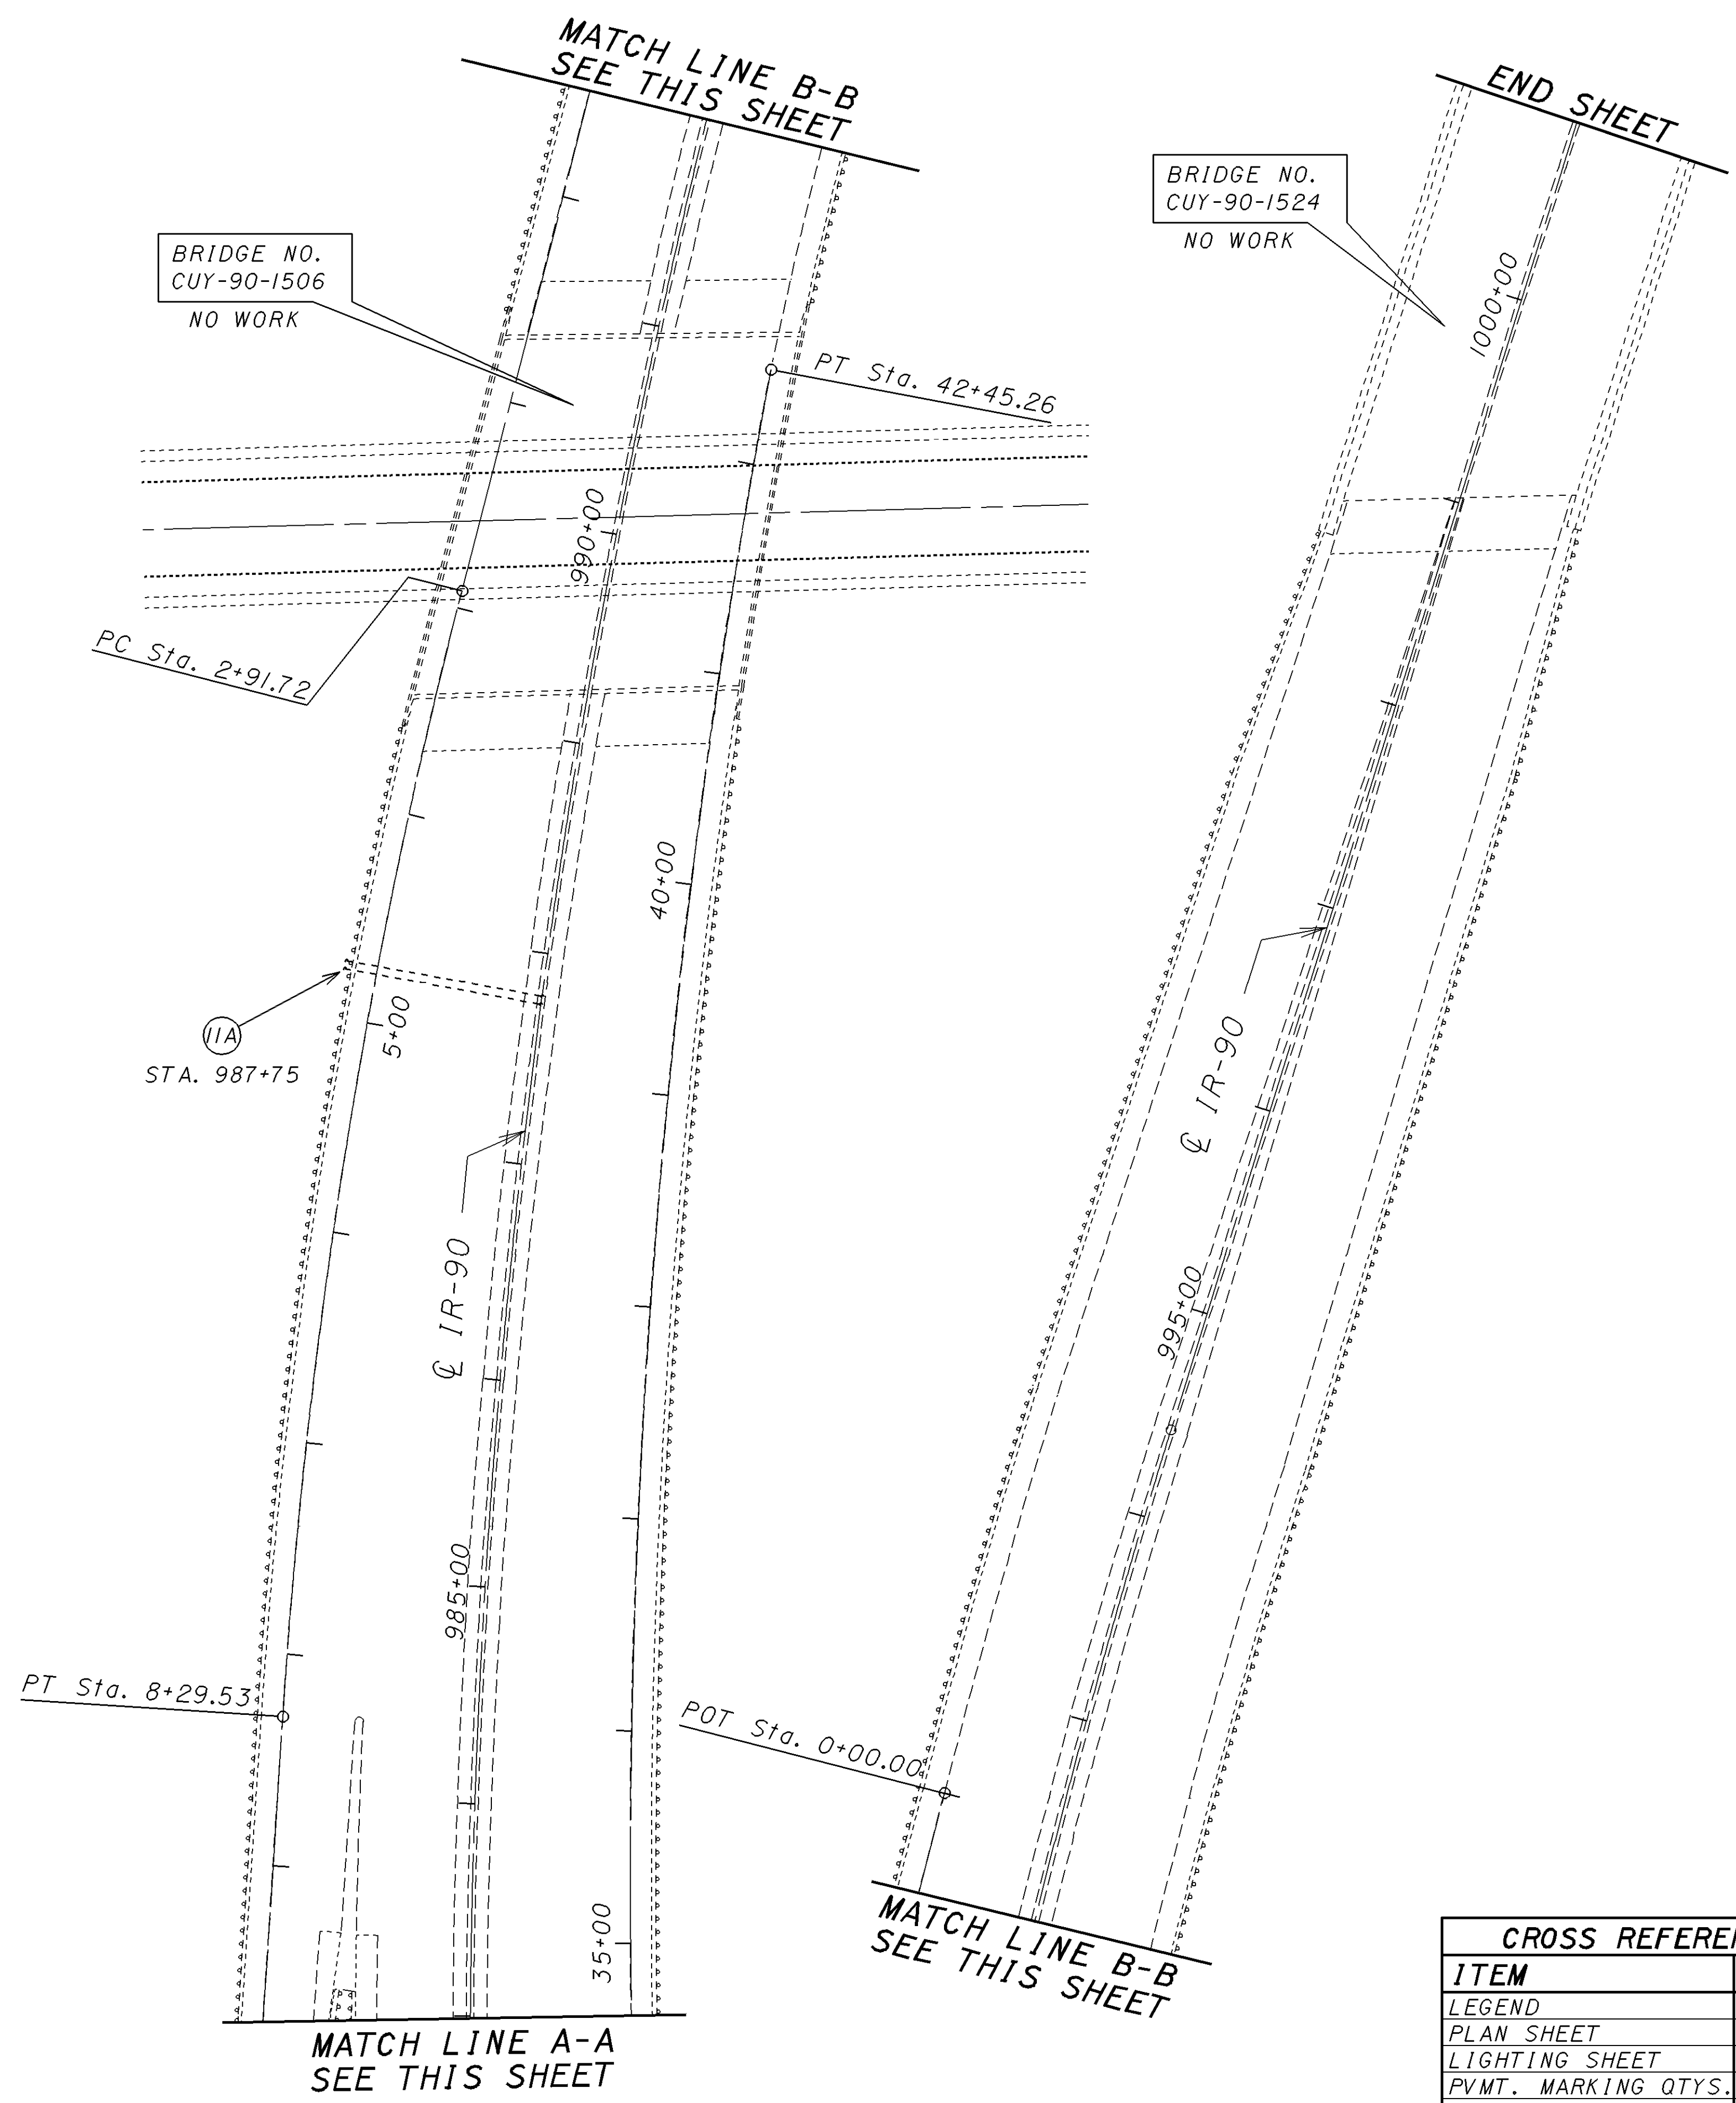 MATCH LINE B-B
SEE THIS SHEET
END SHEET
BRIDGE NO.
CUY-90-1506
NO WORK
BRIDGE NO.
CUY-90-1524
NO WORK
1000+00
PT Sta. 42+45.26
990+00
PC Sta. 2+91.72
40+00
11A
STA. 987+75
5+00
℄ IR-90
℄ IR-90
995+00
985+00
PT Sta. 8+29.53
POT Sta. 0+00.00
35+00
MATCH LINE B-B
SEE THIS SHEET
MATCH LINE A-A
SEE THIS SHEET
CROSS REFERE
ITEM
LEGEND
PLAN SHEET
LIGHTING SHEET
PVMT. MARKING QTYS.